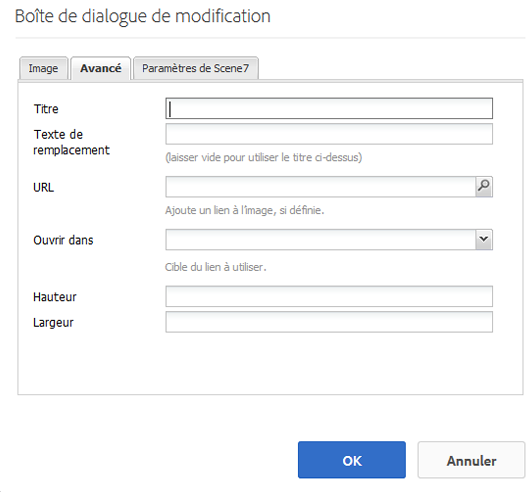 Boîte de dialogue de modification
Image Avancé Paramètres de Scene7
Titre
Texte de
remplacement
(laisser vide pour utiliser le titre ci-dessus)
URL
Ajoute un lien à l'image, si définie.
Ouvrir dans
Cible du lien à utiliser.
Hauteur
Largeur
OK Annuler